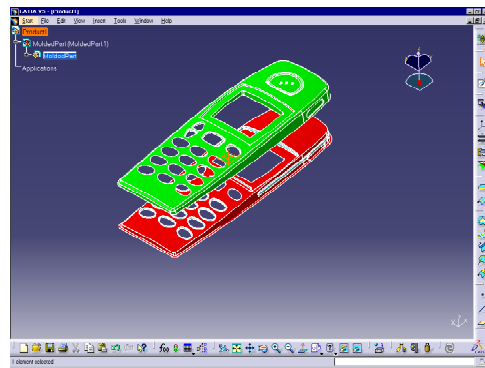 CATIA V5 - [Product1]
Start File Edit View Insert Tools Window Help
Product1
MoldedPart (MoldedPart.1)
MoldedPart
Applications
1 element selected